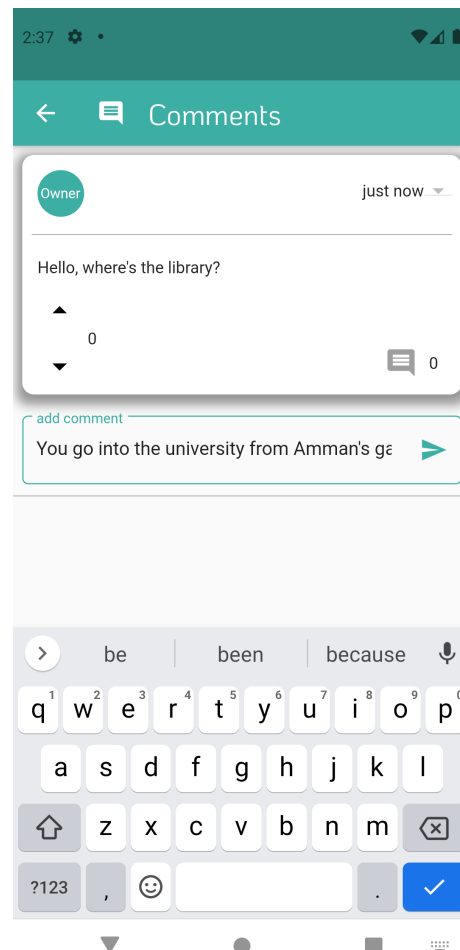 2:37
Comments
Owner
just now
Hello, where's the library?
0
0
add comment
You go into the university from Amman's ga
be been because
1 2 3 4 5 6 7 8 9
q w e r t y u i o p
a s d f g h j k l
z x c v b n m
?123 , .